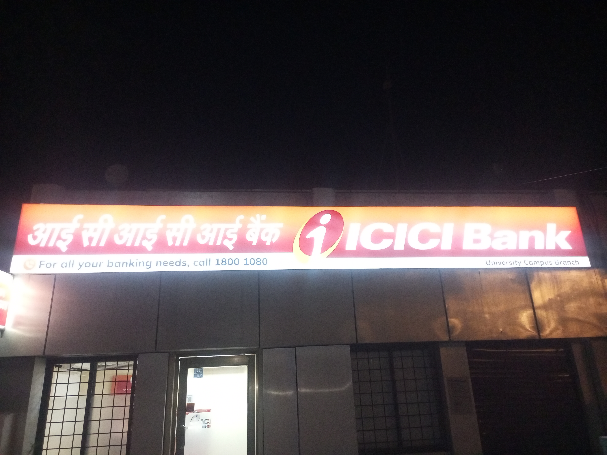 आई सी आई सी आई बैंक
ICICI Bank
For all your banking needs, call 1800 1080
University Campus Branch